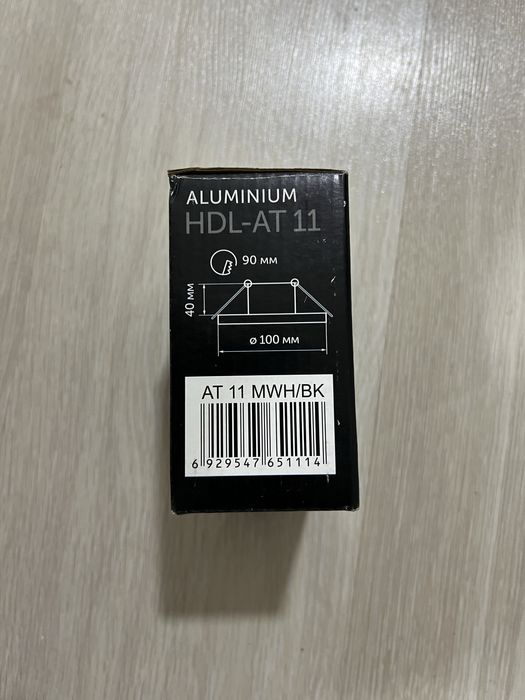 ALUMINIUM
HDL-AT 11
90 мм
40 мм
ø 100 мм
AT 11 MWH/BK
6 929547 651114